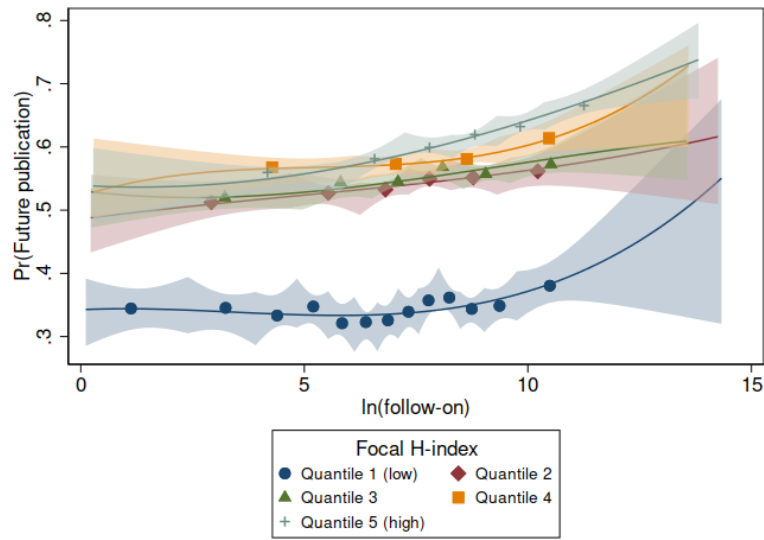 Pr(Future publication)
.8
.7
.6
.5
.4
.3
0 5 10 15
ln(follow-on)
Focal H-index
Quantile 1 (low) Quantile 2
Quantile 3 Quantile 4
Quantile 5 (high)